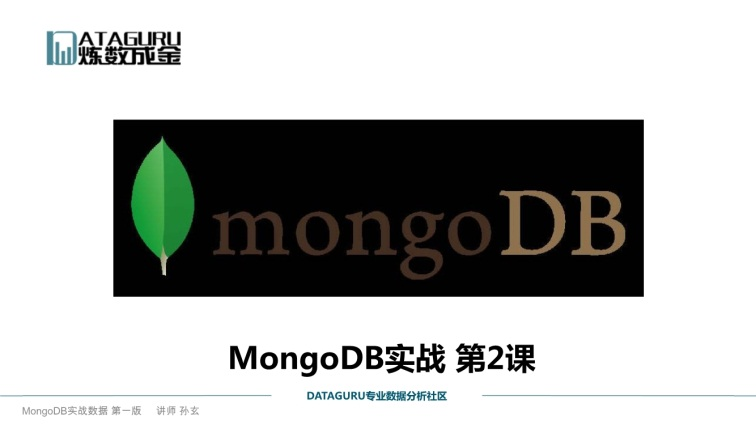 DATAGURU
炼数成金
mongoDB
MongoDB实战 第2课
DATAGURU专业数据分析社区
MongoDB实战数据 第一版 讲师 孙玄